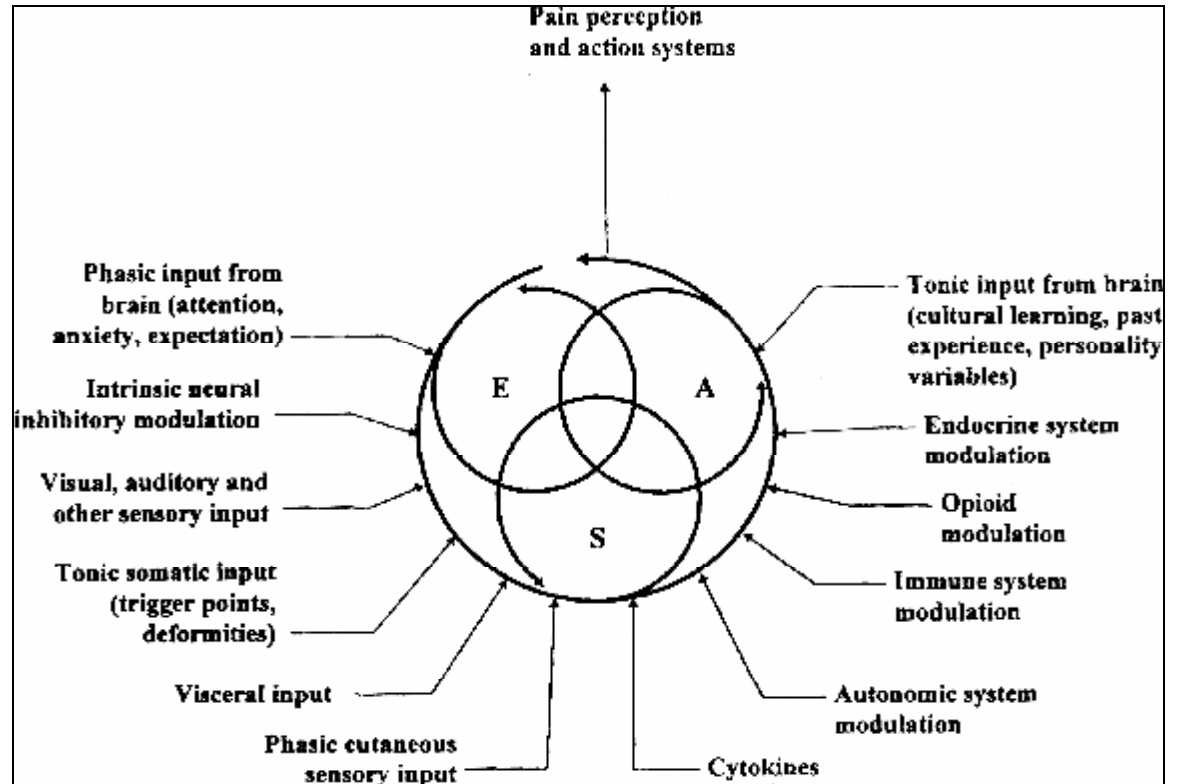 Pain perception
and action systems
Phasic input from
brain (attention,
anxiety, expectation)
Intrinsic neural
inhibitory modulation
Visual, auditory and
other sensory input
Tonic somatic input
(trigger points,
deformities)
Visceral input
Phasic cutaneous
sensory input
E
A
S
Tonic input from brain
(cultural learning, past
experience, personality
variables)
Endocrine system
modulation
Opioid
modulation
Immune system
modulation
Autonomic system
modulation
Cytokines